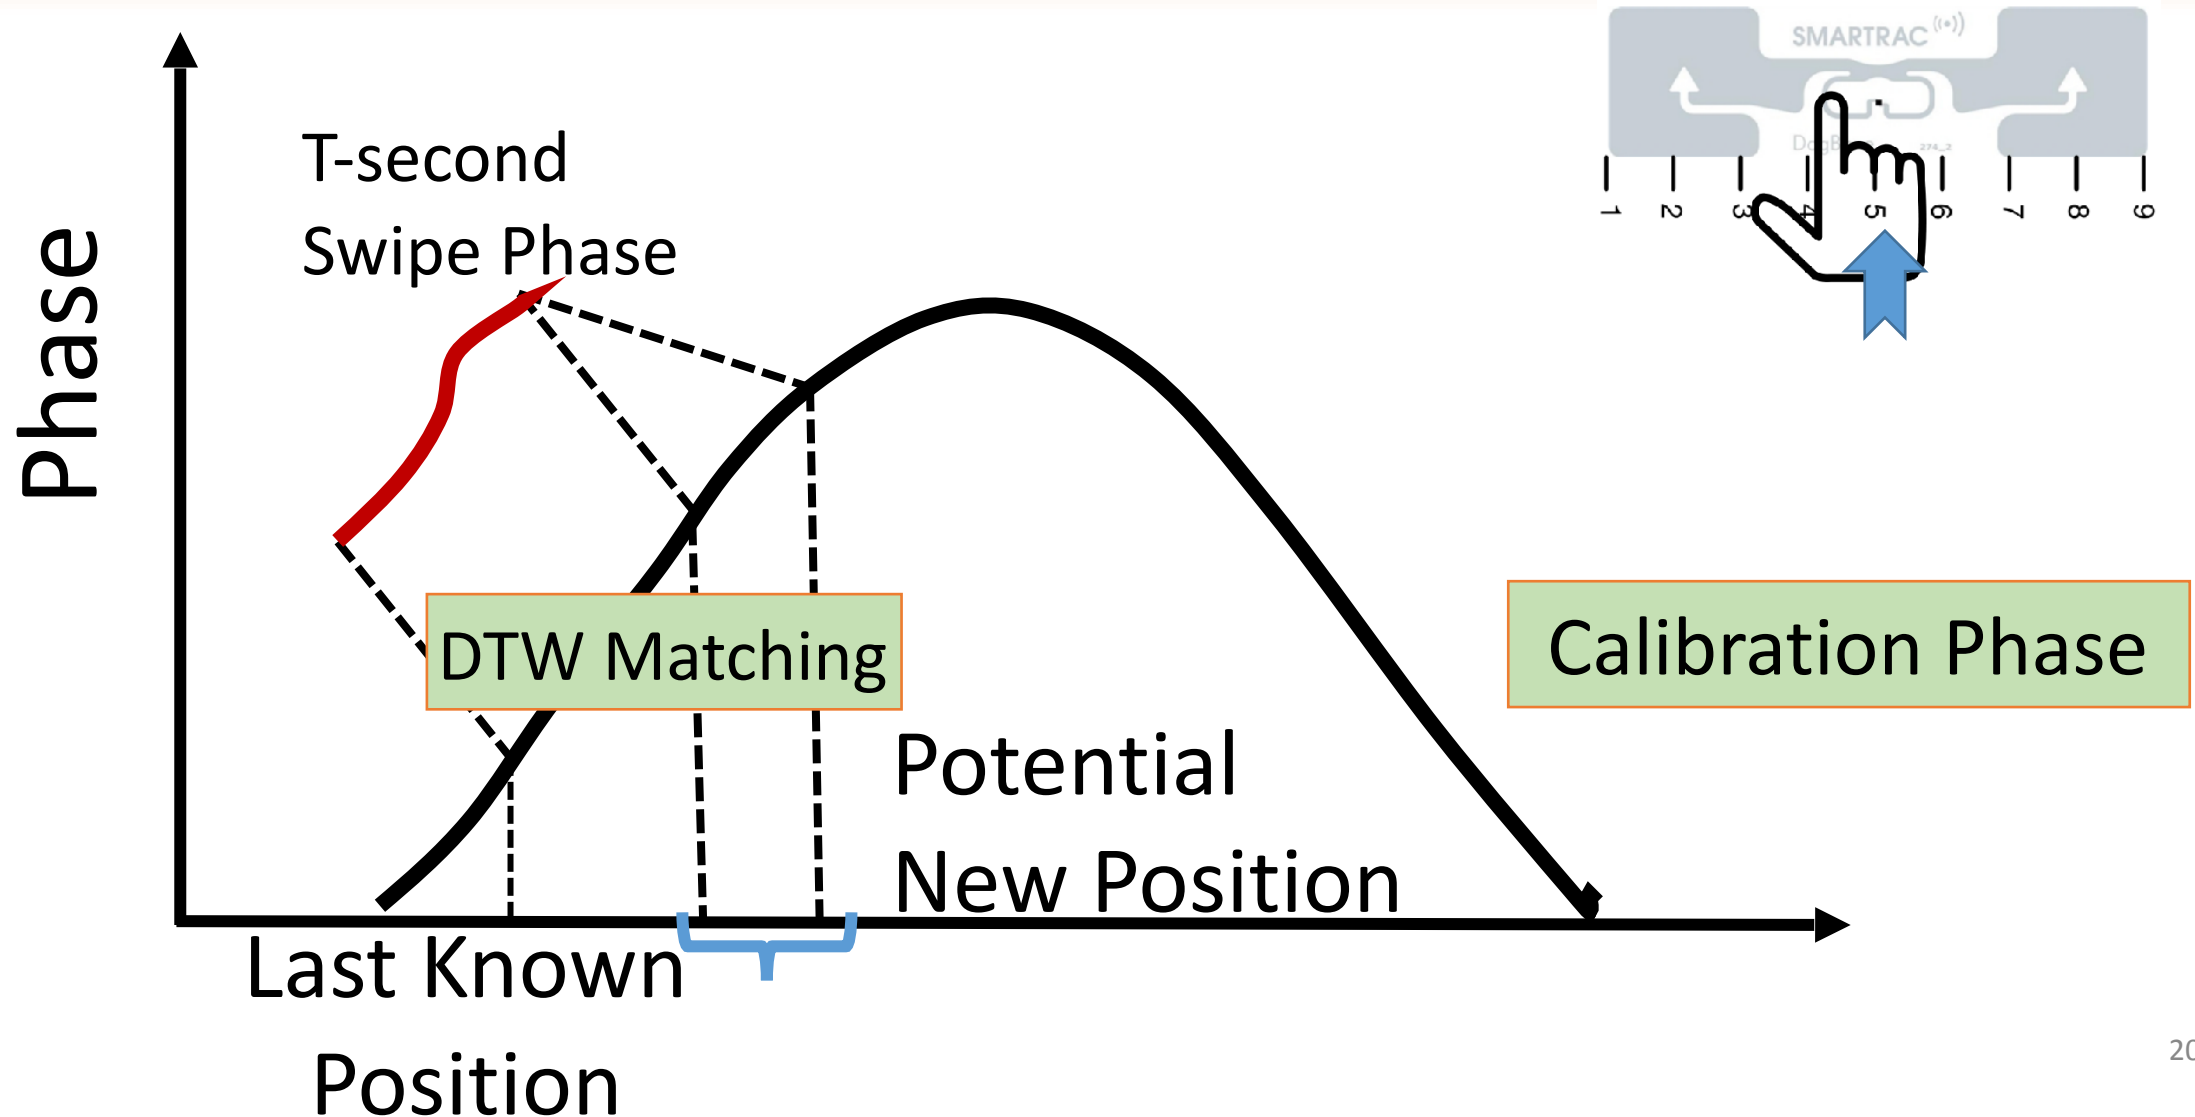 SMARTRAC
274_2
1 2 3 4 5 6 7 8 9
T-second
Swipe Phase
Phase
DTW Matching
Calibration Phase
Potential
New Position
Last Known
Position
20